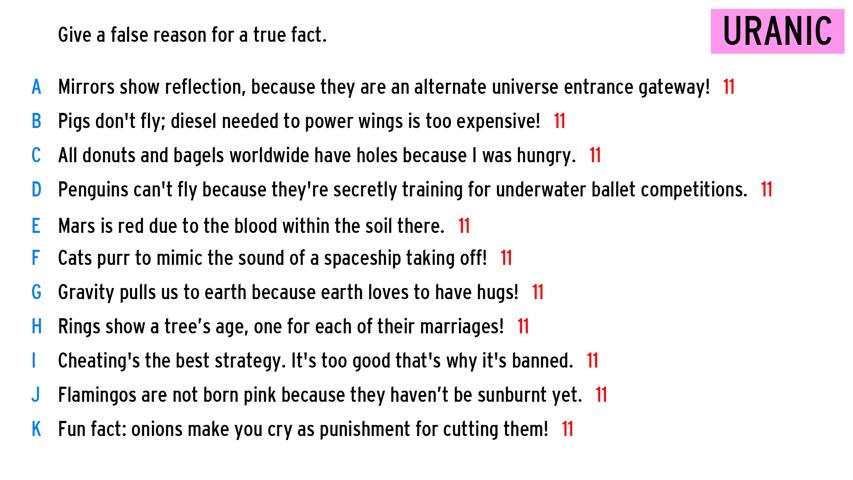 Give a false reason for a true fact.
URANIC
A Mirrors show reflection, because they are an alternate universe entrance gateway! 11
B Pigs don't fly; diesel needed to power wings is too expensive! 11
C All donuts and bagels worldwide have holes because I was hungry. 11
D Penguins can't fly because they're secretly training for underwater ballet competitions. 11
E Mars is red due to the blood within the soil there. 11
F Cats purr to mimic the sound of a spaceship taking off! 11
G Gravity pulls us to earth because earth loves to have hugs! 11
H Rings show a tree’s age, one for each of their marriages! 11
I Cheating's the best strategy. It's too good that's why it's banned. 11
J Flamingos are not born pink because they haven’t be sunburnt yet. 11
K Fun fact: onions make you cry as punishment for cutting them! 11